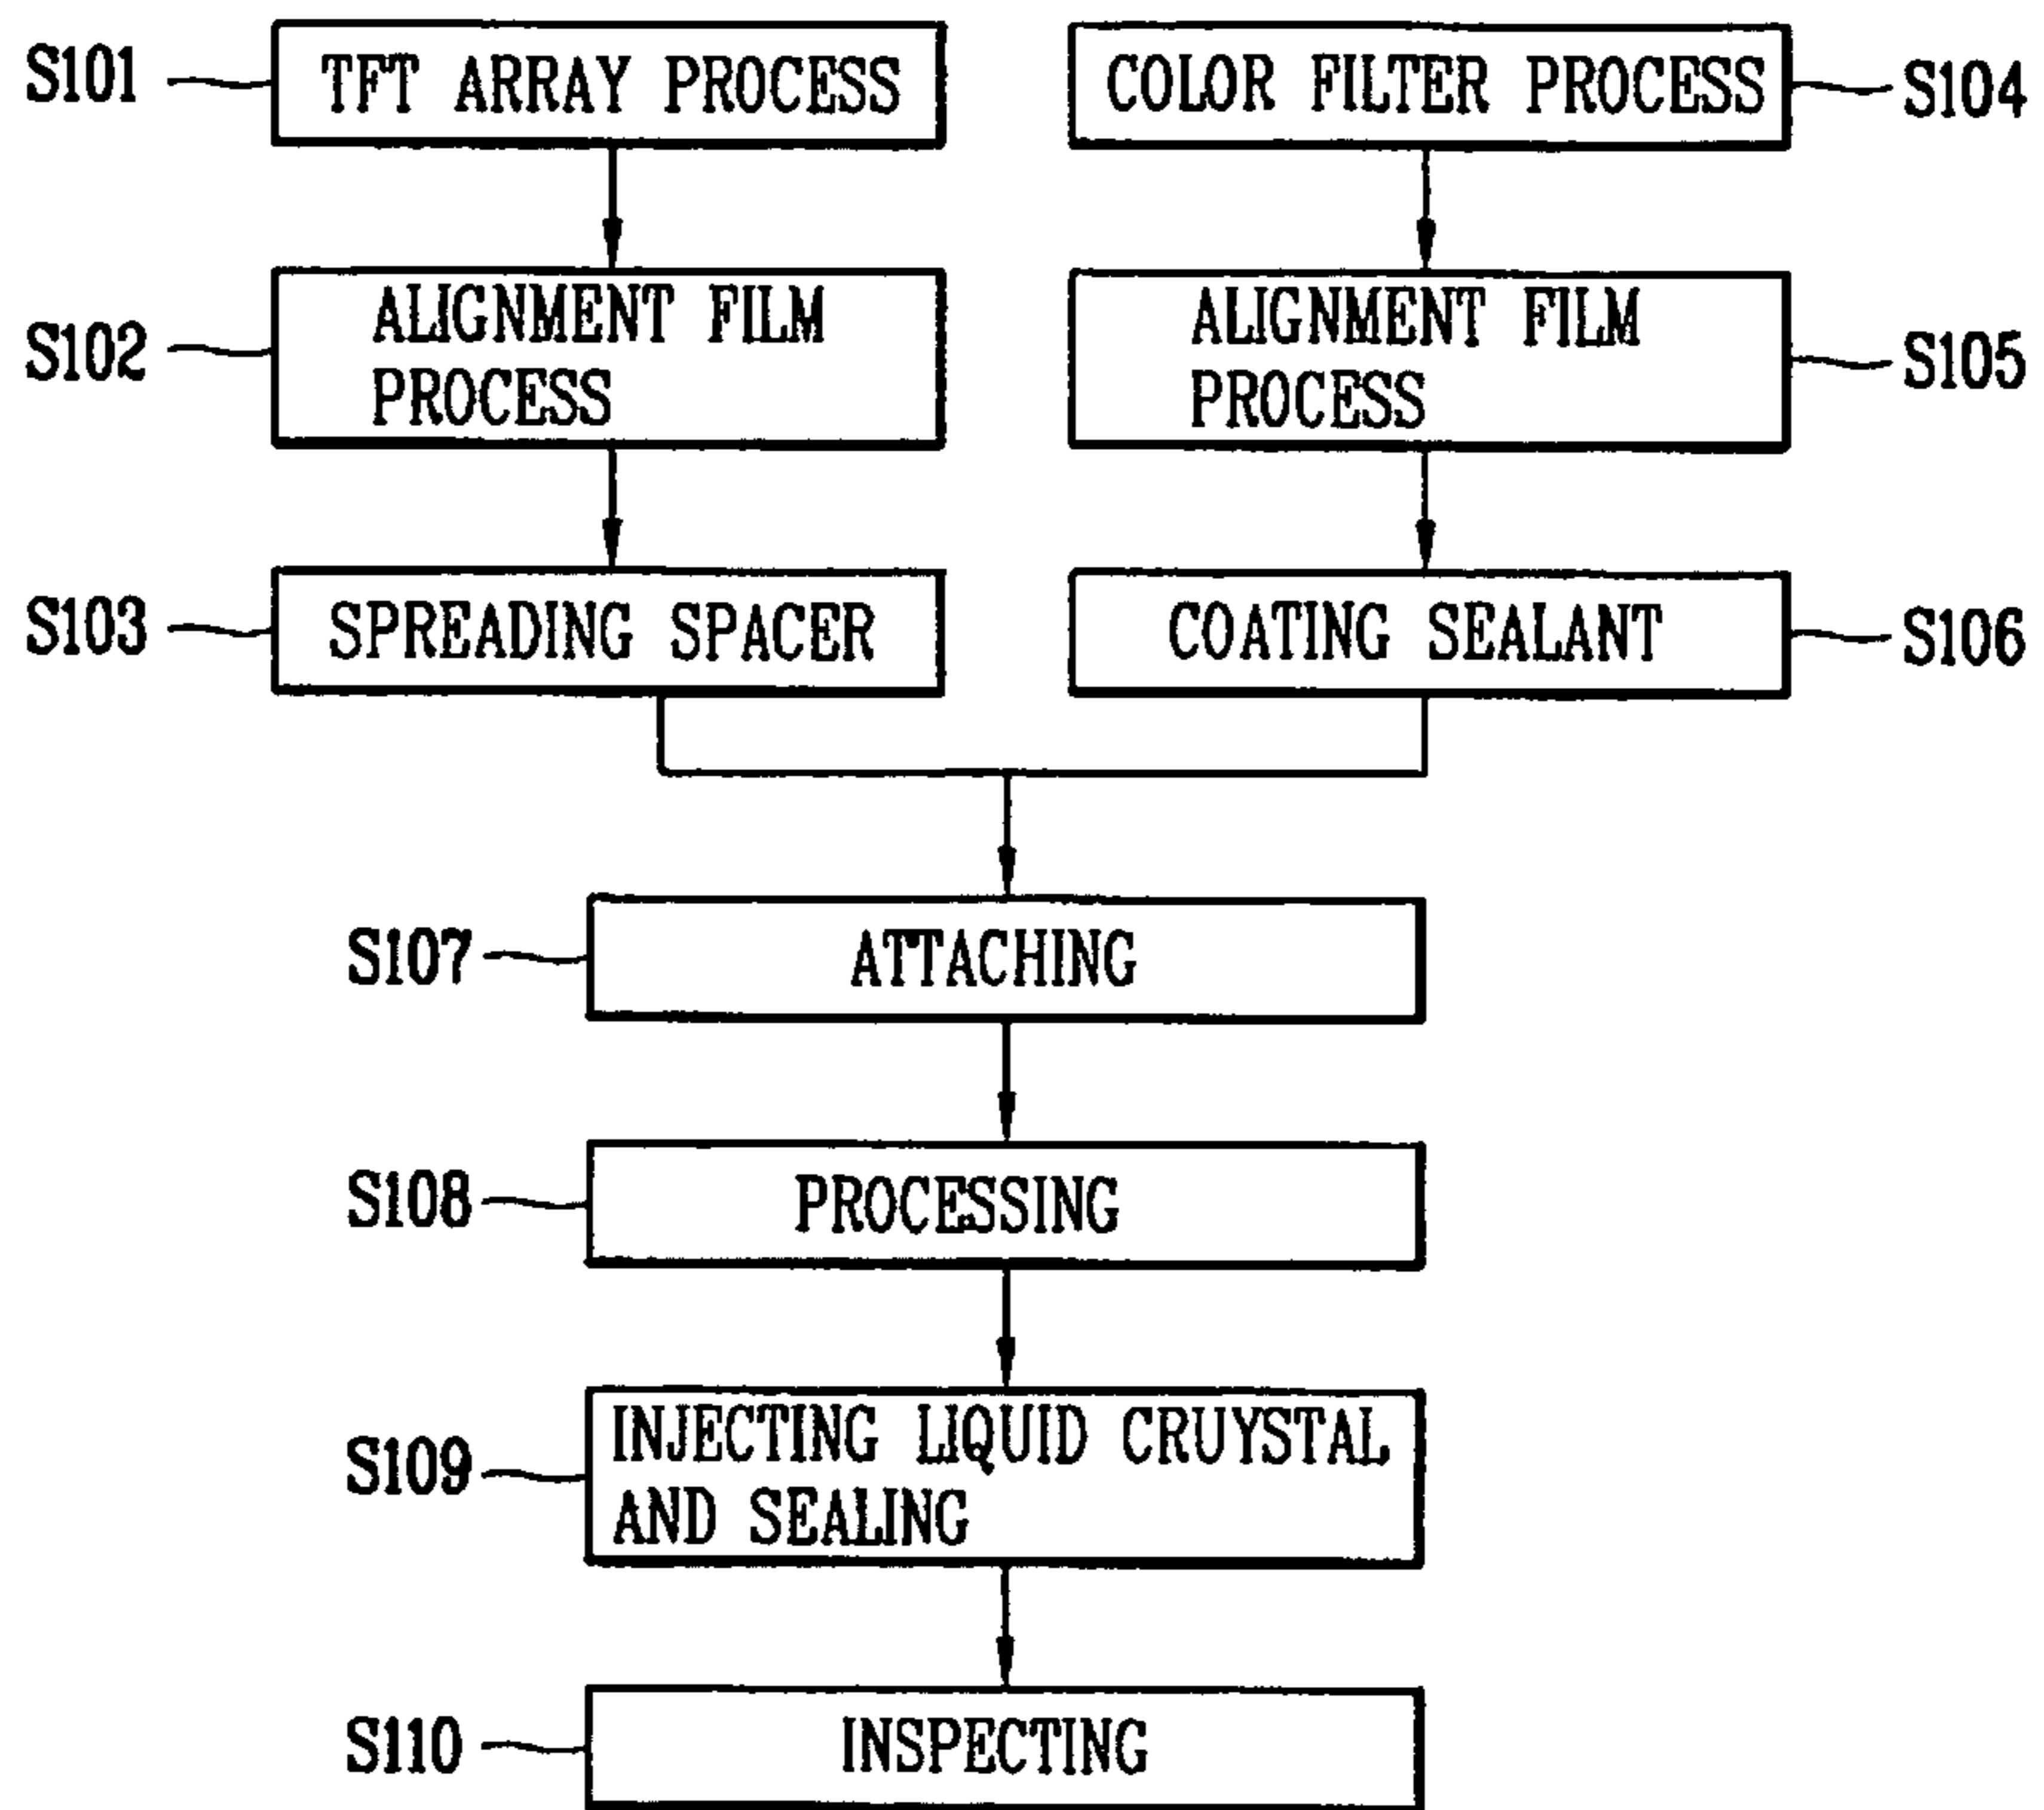 S101
TFT ARRAY PROCESS
COLOR FILTER PROCESS
S104
S102
ALIGNMENT FILM
PROCESS
ALIGNMENT FILM
PROCESS
S105
S103
SPREADING SPACER
COATING SEALANT
S106
S107
ATTACHING
S108
PROCESSING
S109
INJECTING LIQUID CRUYSTAL
AND SEALING
S110
INSPECTING